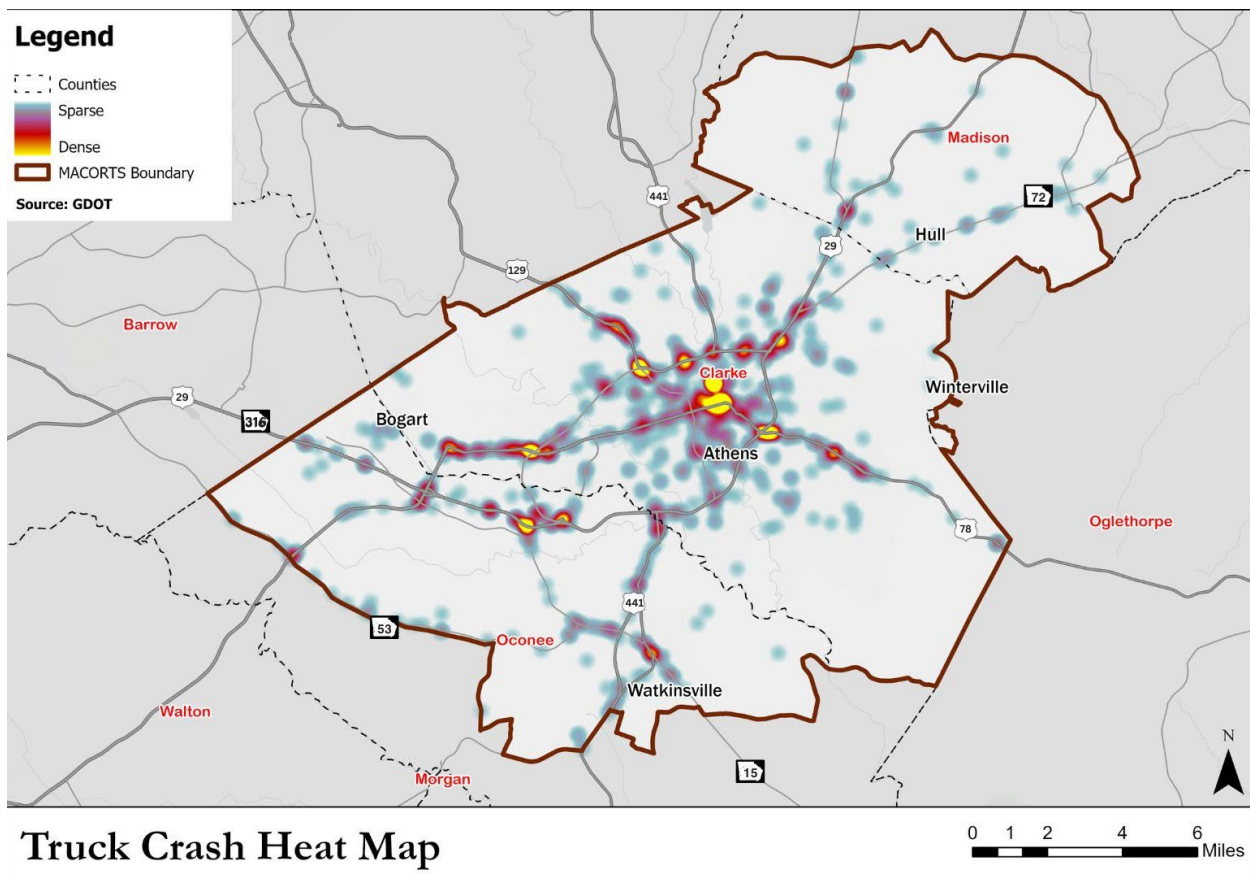 Legend
Counties
Sparse
Dense
MACORTS Boundary
Source: GDOT
Madison
441
72
Hull
29
129
Barrow
Clarke
Winterville
29
316
Bogart
Athens
Oglethorpe
78
441
53
Oconee
Watkinsville
Walton
15
Morgan
N
Truck Crash Heat Map
0 1 2 4 6
Miles